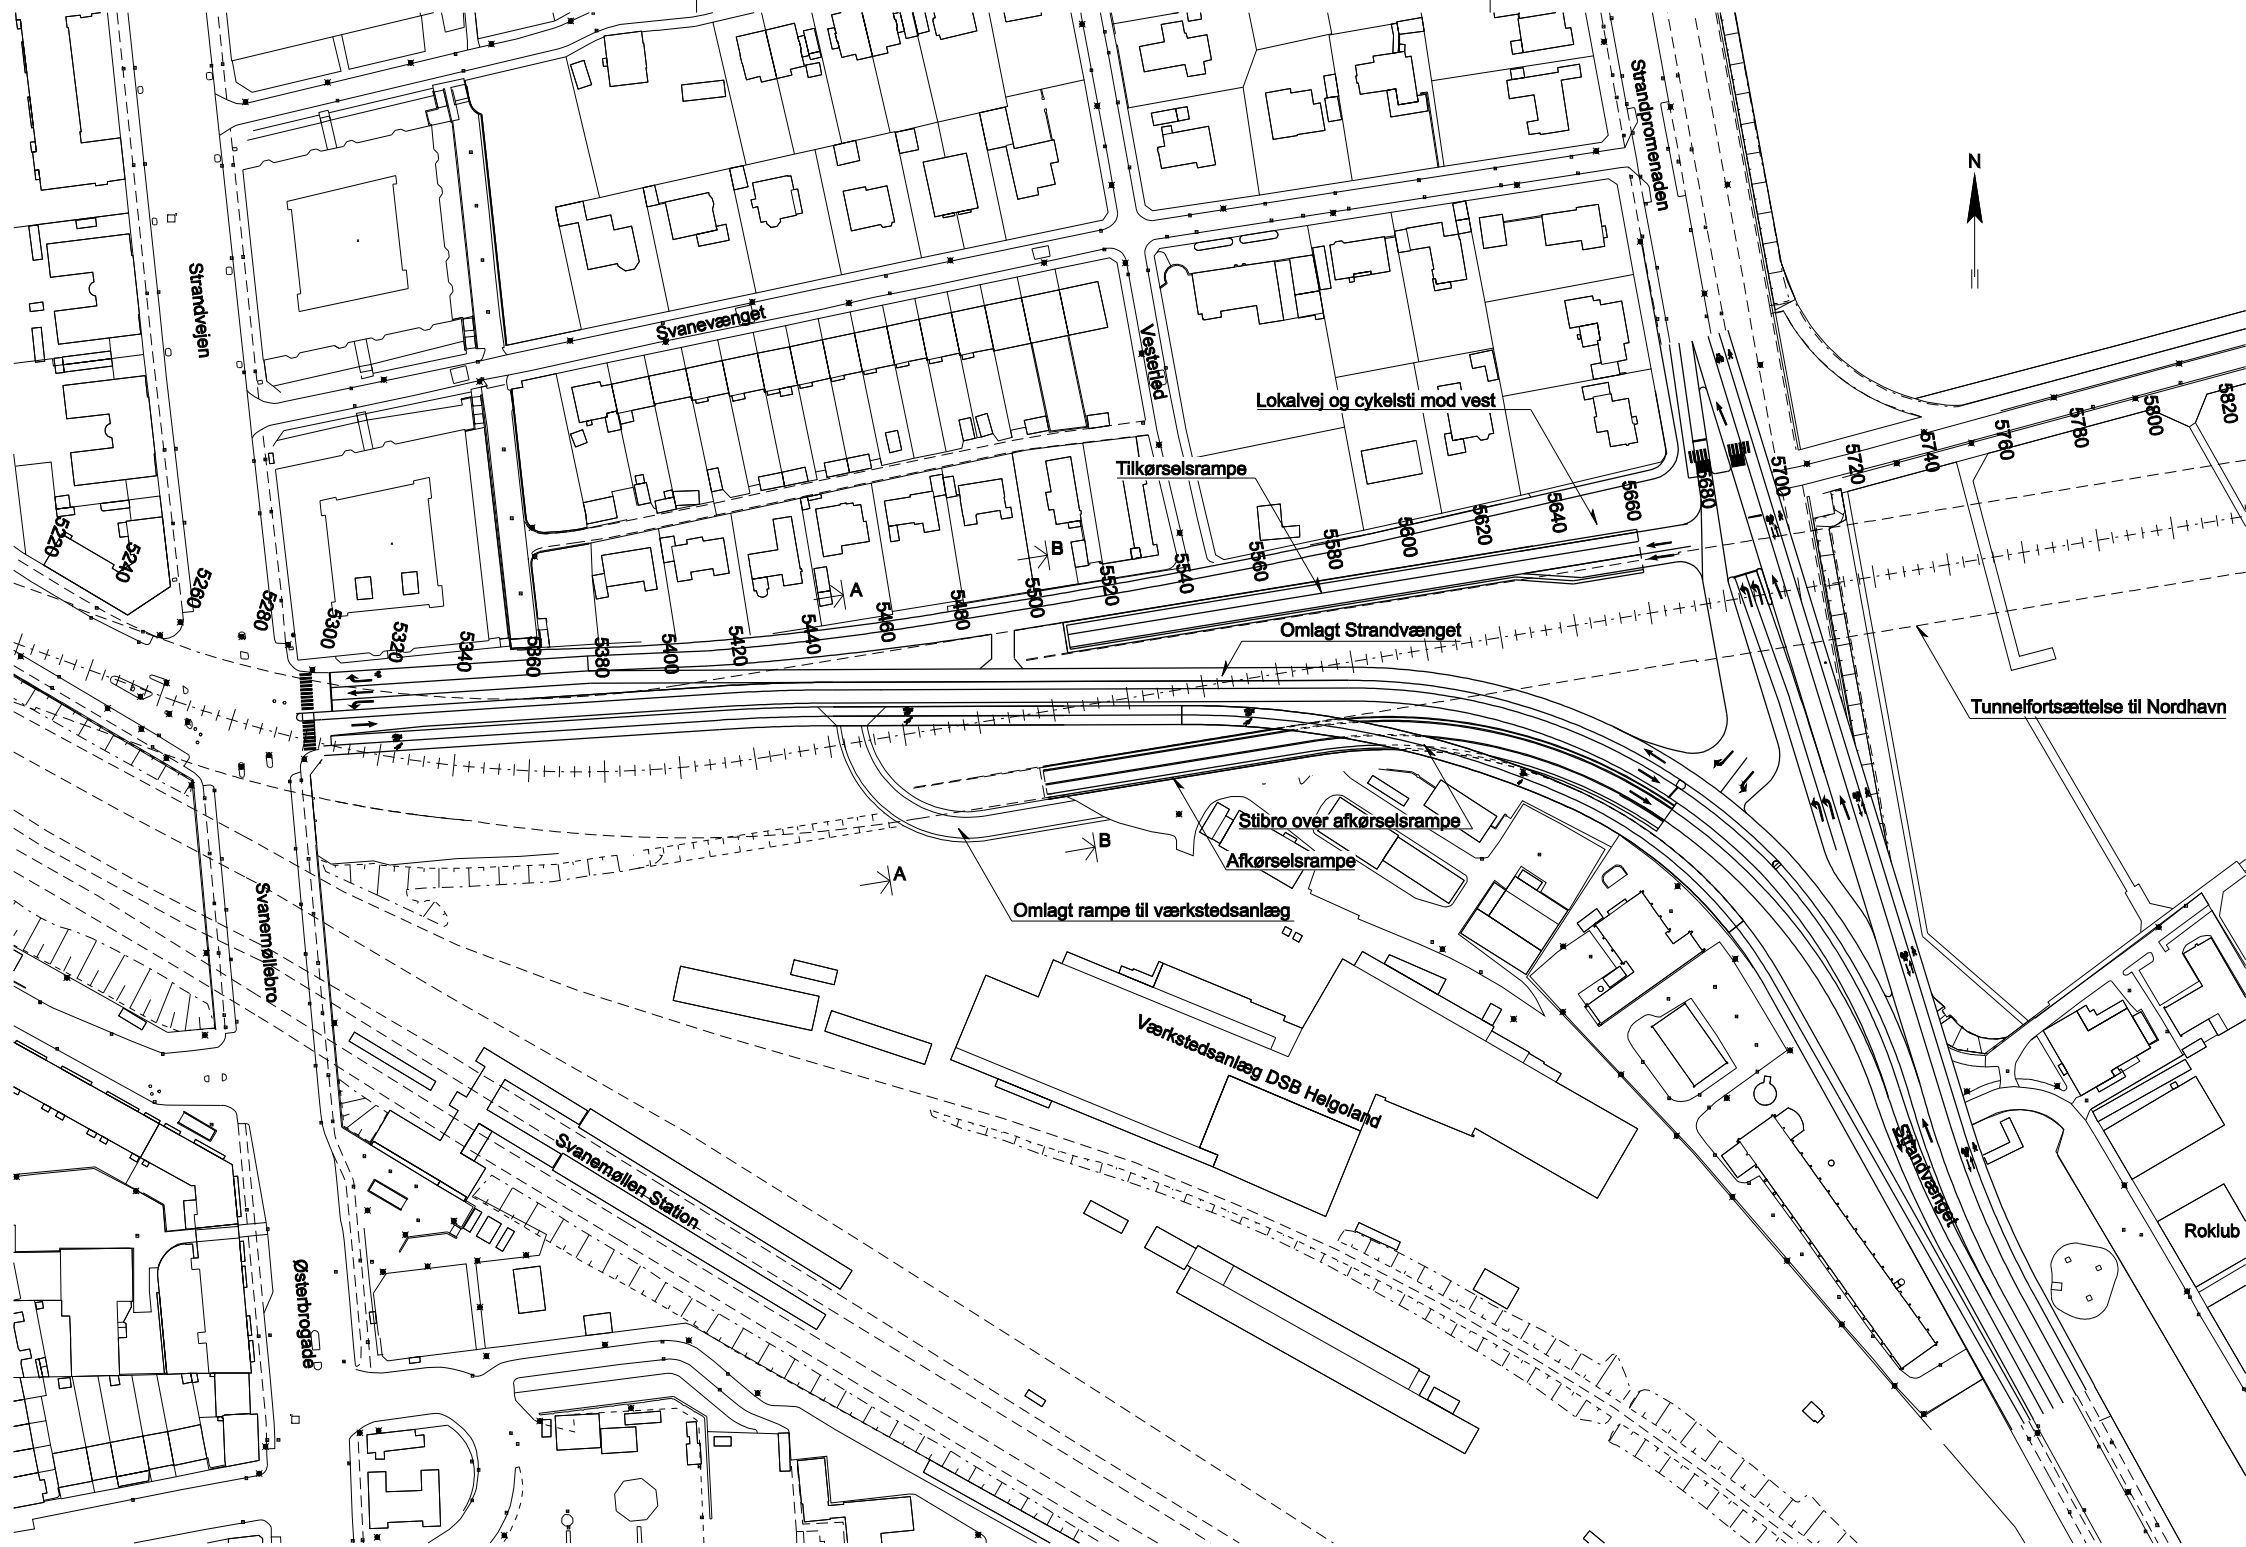 Strandpromenaden
N
Strandvejen
Svanevænget
Vesterled
Lokalvej og cykelsti mod vest
Tilkørselsrampe
5220
5240
5260
5280
5300
5320
5340
5360
5380
5400
5420
5440
5460
5480
5500
5520
5540
5560
5580
5600
5620
5640
5660
5680
5700
5720
5740
5760
5780
5800
5820
B
A
Omlagt Strandvænget
Tunnelfortsættelse til Nordhavn
Stibro over afkørselsrampe
Afkørselsrampe
B
A
Omlagt rampe til værkstedsanlæg
Svanemøllebro
Værkstedsanlæg DSB Helgoland
Svanemøllen Station
Strandvænget
Roklub
Østerbrogade